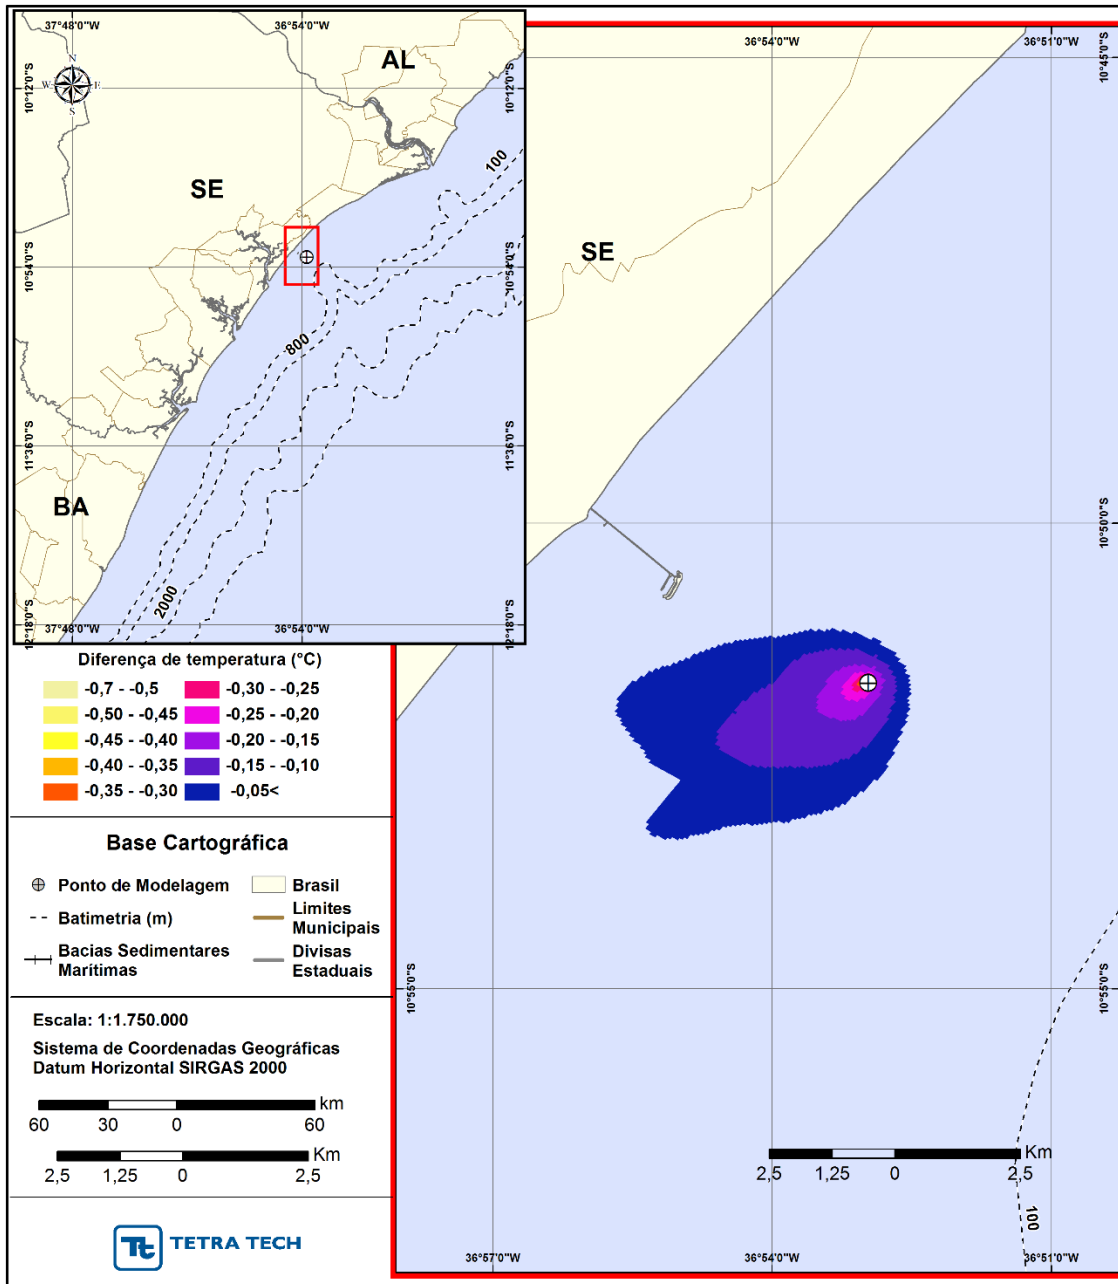 37°48'0"W
36°54'0"W
N
W
E
S
AL
10°12'0"S
10°12'0"S
100
SE
10°54'0"S
10°54'0"S
800
11°36'0"S
11°36'0"S
BA
2000
12°18'0"S
12°18'0"S
37°48'0"W
36°54'0"W
36°54'0"W
36°51'0"W
10°45'0"S
SE
10°50'0"S
10°55'0"S
100
2,5 1,25 0 2,5 Km
36°57'0"W
36°54'0"W
36°51'0"W
Diferença de temperatura (°C)
-0,7 - -0,5
-0,50 - -0,45
-0,45 - -0,40
-0,40 - -0,35
-0,35 - -0,30
-0,30 - -0,25
-0,25 - -0,20
-0,20 - -0,15
-0,15 - -0,10
-0,05<
Base Cartográfica
Ponto de Modelagem
Batimetria (m)
Bacias Sedimentares
Marítimas
Brasil
Limites
Municipais
Divisas
Estaduais
Escala: 1:1.750.000
Sistema de Coordenadas Geográficas
Datum Horizontal SIRGAS 2000
km
60 30 0 60
Km
2,5 1,25 0 2,5
Tt TETRA TECH